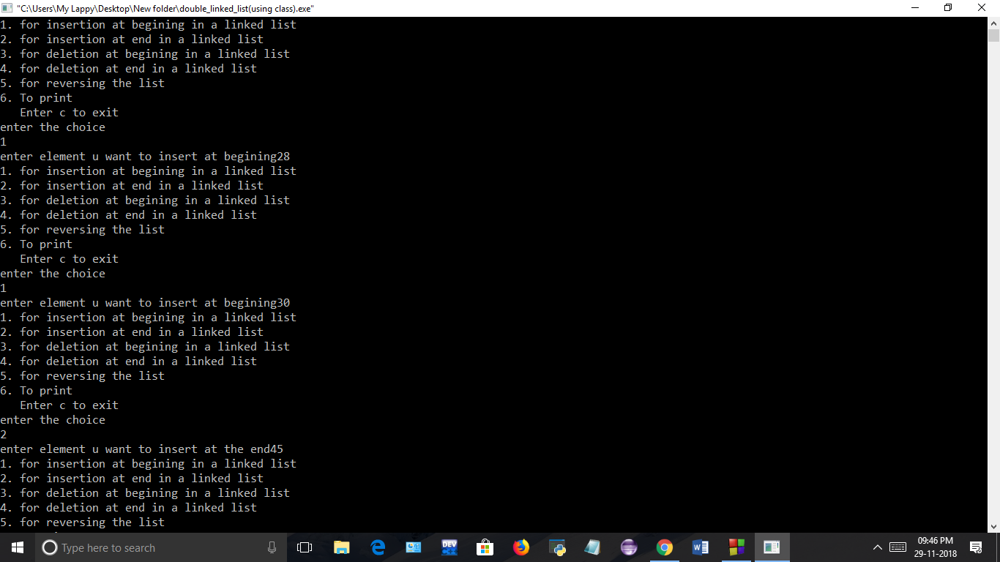 "C:\Users\My Lappy\Desktop\New folder\double_linked_list(using class).exe"
1. for insertion at begining in a linked list
2. for insertion at end in a linked list
3. for deletion at begining in a linked list
4. for deletion at end in a linked list
5. for reversing the list
6. To print
   Enter c to exit
enter the choice
1
enter element u want to insert at begining28
1. for insertion at begining in a linked list
2. for insertion at end in a linked list
3. for deletion at begining in a linked list
4. for deletion at end in a linked list
5. for reversing the list
6. To print
   Enter c to exit
enter the choice
1
enter element u want to insert at begining30
1. for insertion at begining in a linked list
2. for insertion at end in a linked list
3. for deletion at begining in a linked list
4. for deletion at end in a linked list
5. for reversing the list
6. To print
   Enter c to exit
enter the choice
2
enter element u want to insert at the end45
1. for insertion at begining in a linked list
2. for insertion at end in a linked list
3. for deletion at begining in a linked list
4. for deletion at end in a linked list
5. for reversing the list
Type here to search
DEV
09:46 PM
29-11-2018